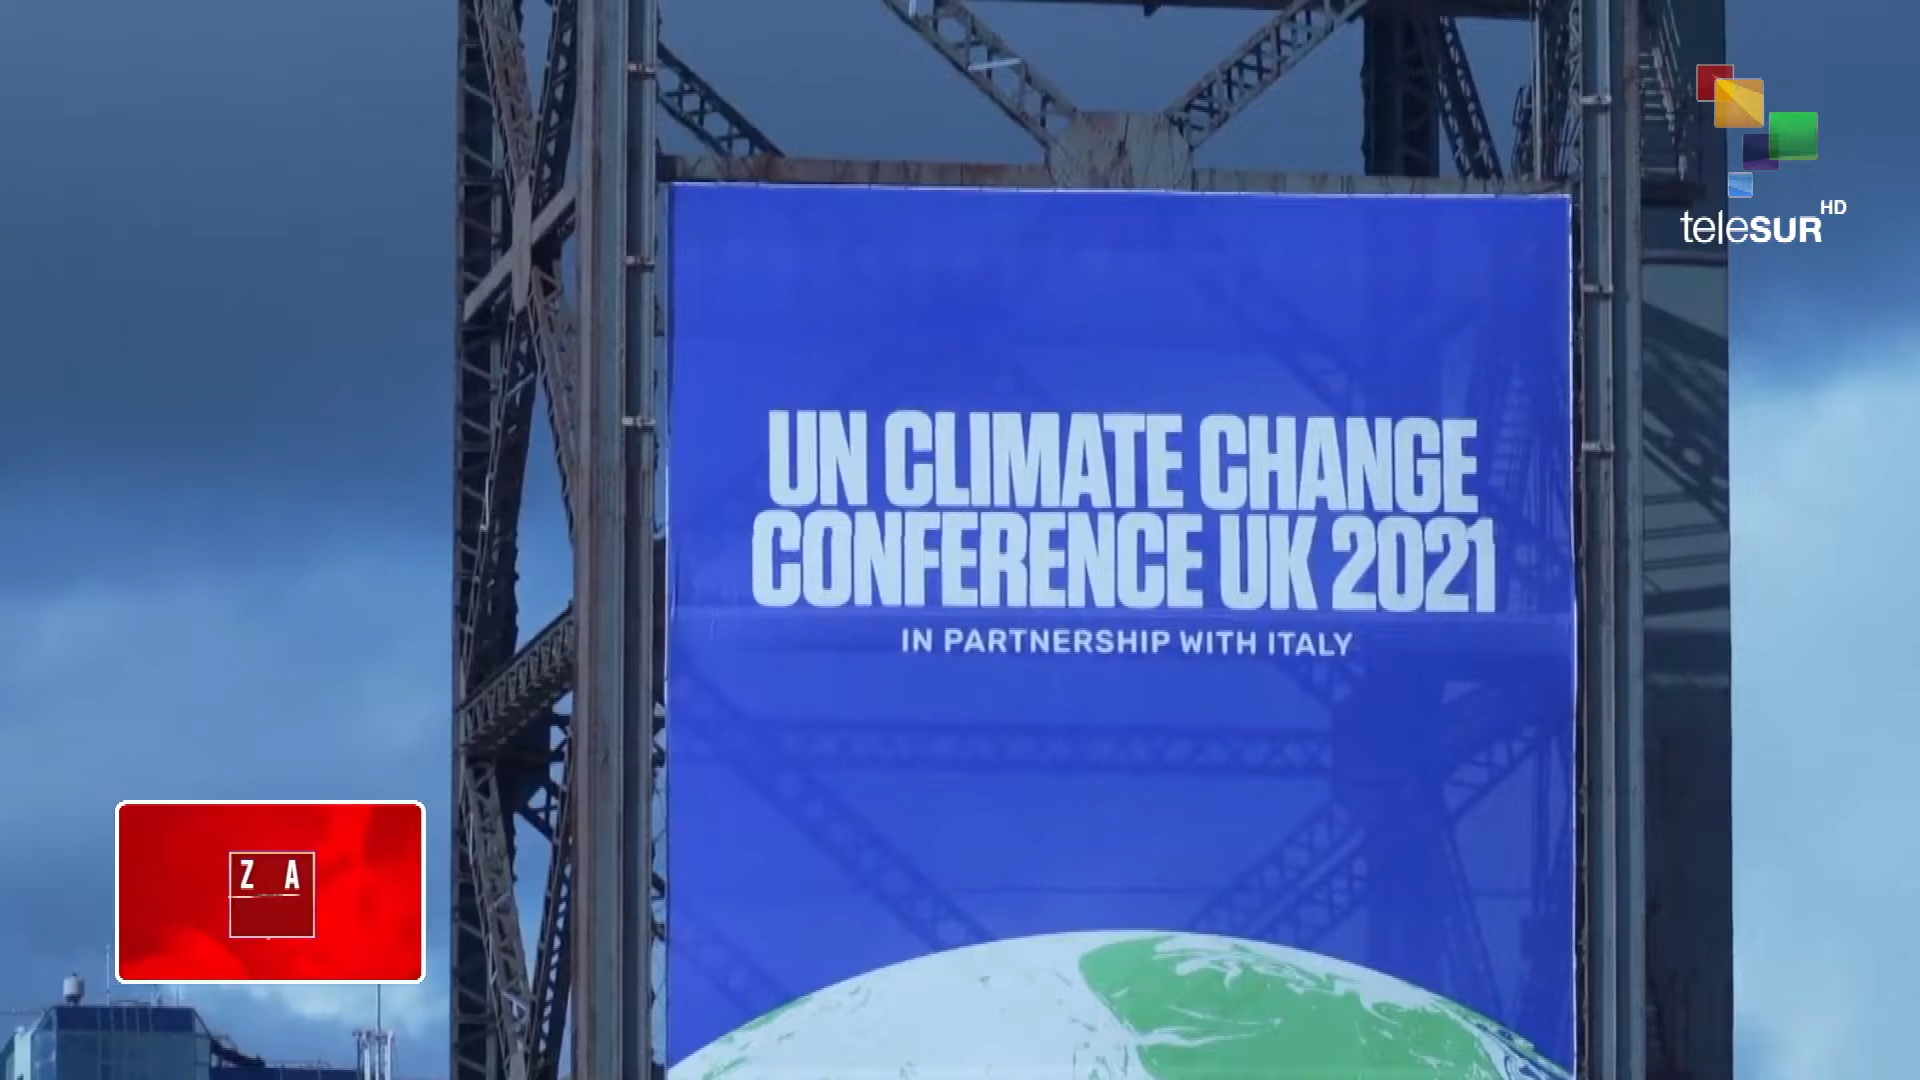 teleSUR HD
UN CLIMATE CHANGE
CONFERENCE UK 2021
IN PARTNERSHIP WITH ITALY
Z A